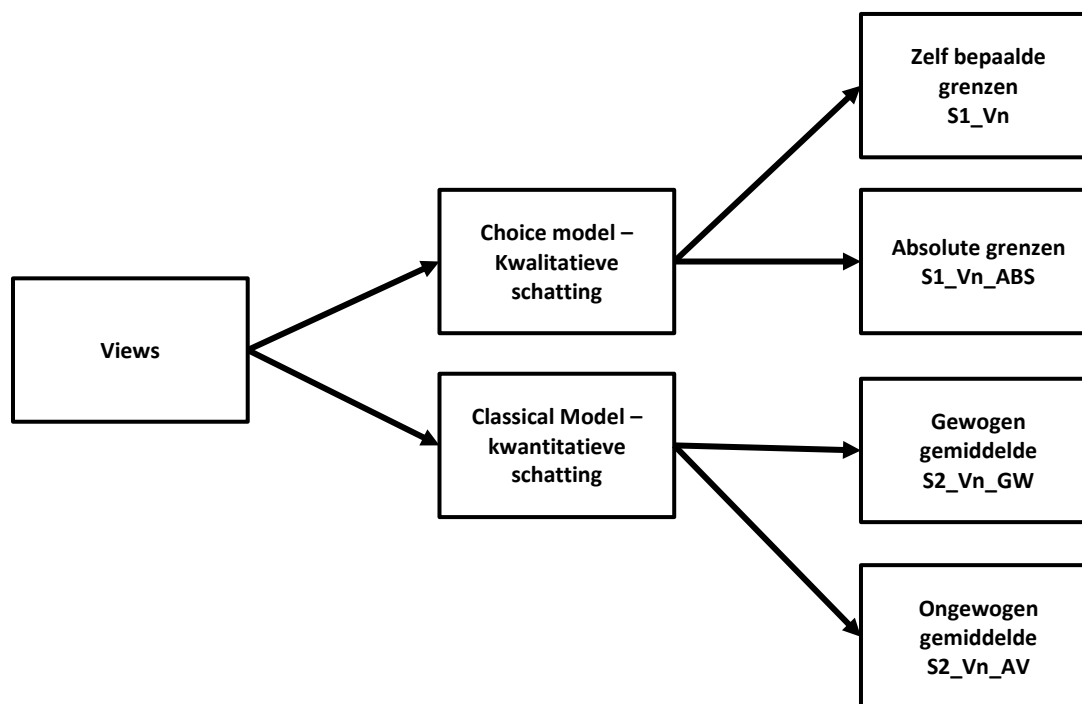 Zelf bepaalde
grenzen
S1_Vn
Choice model –
Kwalitatieve
schatting
Absolute grenzen
S1_Vn_ABS
Views
Classical Model –
kwantitatieve
schatting
Gewogen
gemiddelde
S2_Vn_GW
Ongewogen
gemiddelde
S2_Vn_AV